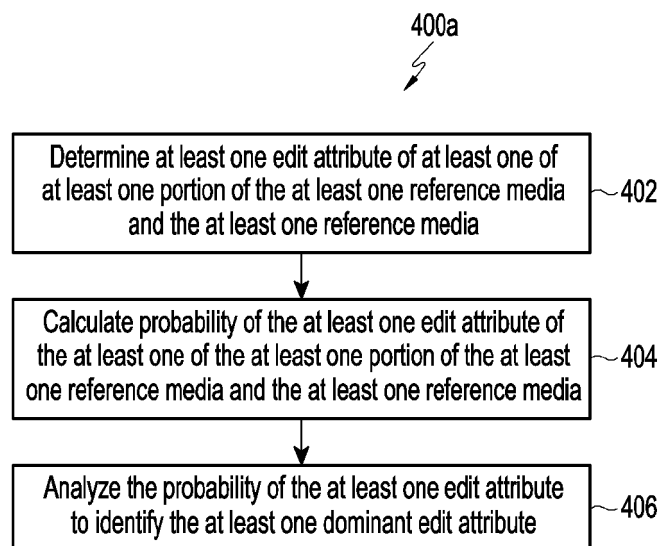 400a
Determine at least one edit attribute of at least one of
at least one portion of the at least one reference media
and the at least one reference media
402
Calculate probability of the at least one edit attribute of
the at least one of the at least one portion of the at least
one reference media and the at least one reference media
404
Analyze the probability of the at least one edit attribute
to identify the at least one dominant edit attribute
406